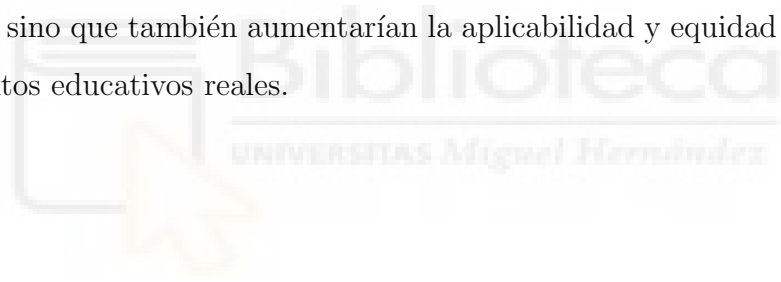 sino que también aumentarían la aplicabilidad y equidad
tos educativos reales.
Biblioteca
UNIVERSITAS Miguel Hernández